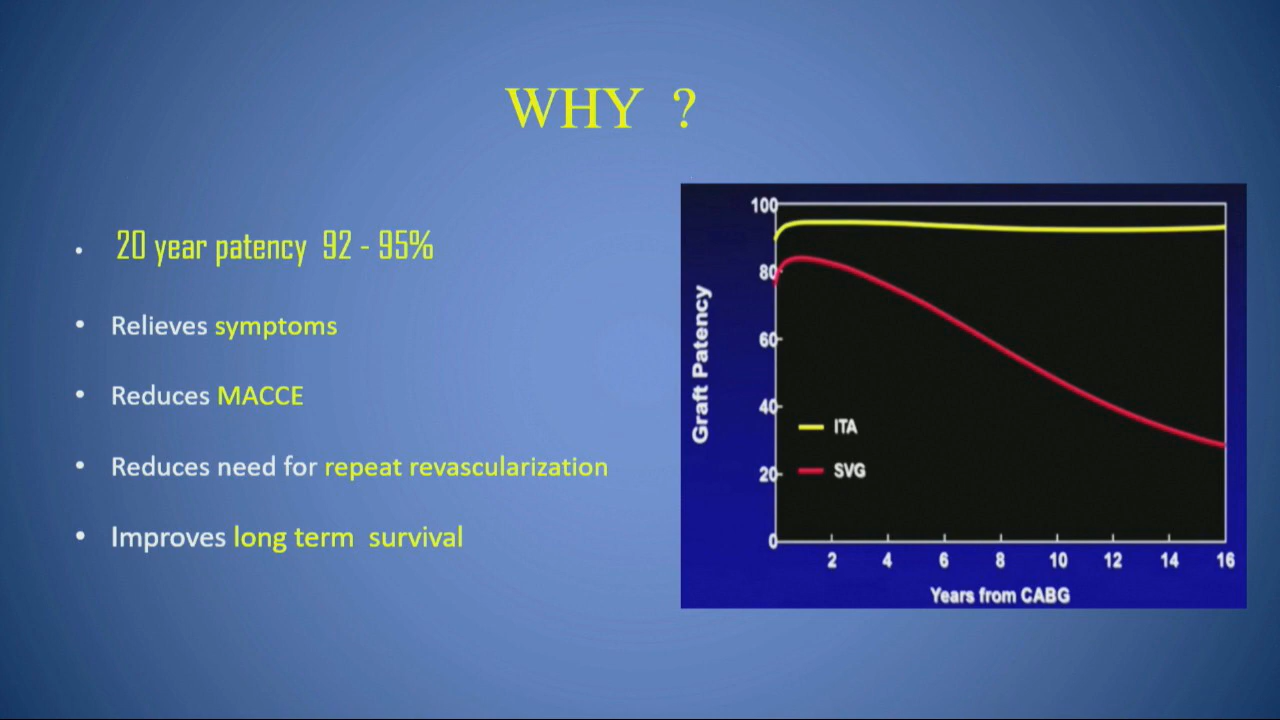 WHY ?
• 20 year patency 92 - 95%
• Relieves symptoms
• Reduces MACCE
• Reduces need for repeat revascularization
• Improves long term survival
Graft Patency
100
80
60
40
20
0
ITA
SVG
2 4 6 8 10 12 14 16
Years from CABG